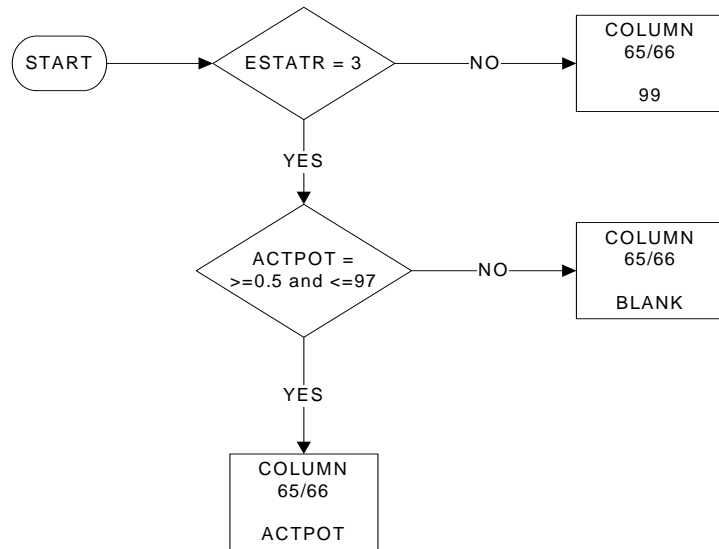 START
ESTATR = 3
NO
COLUMN
65/66
99
YES
ACTPOT =
>=0.5 and <=97
NO
COLUMN
65/66
BLANK
YES
COLUMN
65/66
ACTPOT